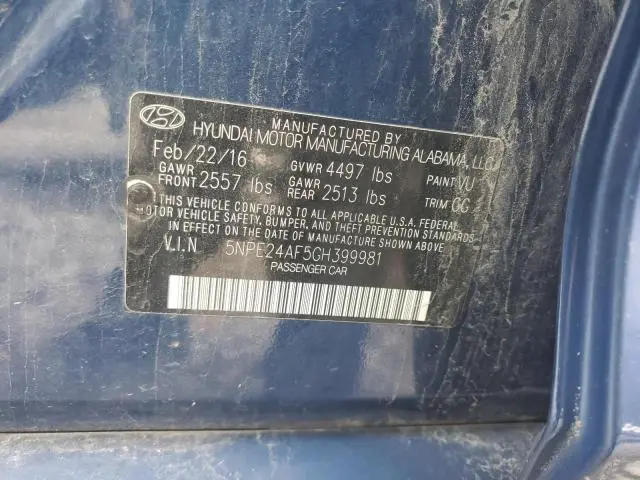 MANUFACTURED BY
HYUNDAI MOTOR MANUFACTURING ALABAMA, LLC
Feb/22/16 GVWR 4497 lbs PAINT VU
GAWR FRONT 2557 lbs GAWR REAR 2513 lbs TRIM GG
THIS VEHICLE CONFORMS TO ALL APPLICABLE U.S.A. FEDERAL
MOTOR VEHICLE SAFETY, BUMPER, AND THEFT PREVENTION
STANDARDS IN EFFECT ON THE DATE OF MANUFACTURE SHOWN ABOVE.
V.I.N 5NPE24AF5GH399981
PASSENGER CAR